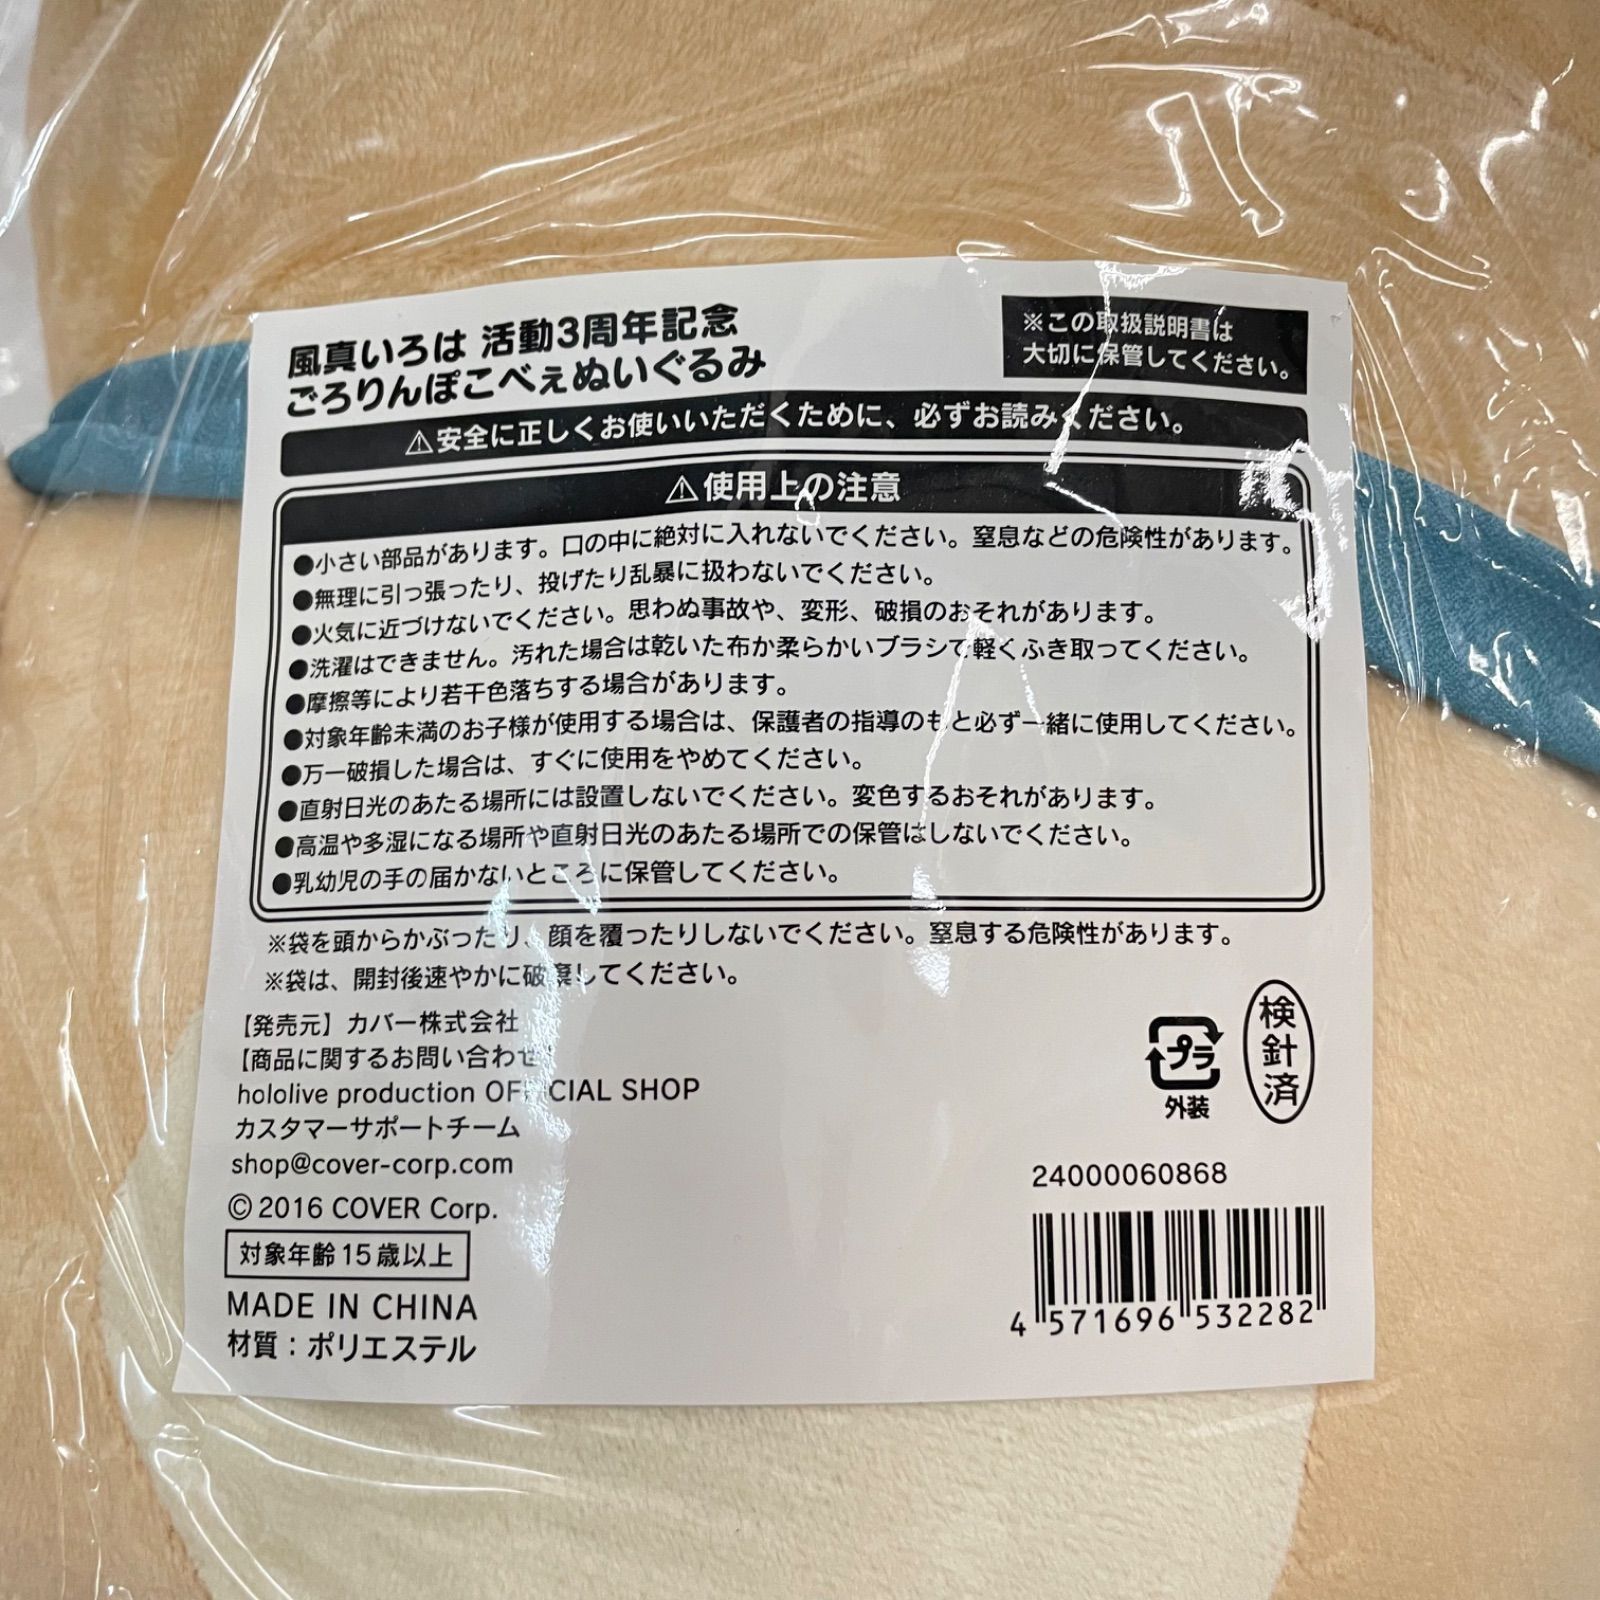 風真いろは 活動3周年記念
ごろりんぽこべぇぬいぐるみ
※この取扱説明書は
大切に保管してください。
⚠安全に正しくお使いいただくために、必ずお読みください。
⚠使用上の注意
●小さい部品があります。口の中に絶対に入れないでください。窒息などの危険性があります。
●無理に引っ張ったり、投げたり乱暴に扱わないでください。
●火気に近づけないでください。思わぬ事故や、変形、破損のおそれがあります。
●洗濯はできません。汚れた場合は乾いた布か柔らかいブラシで軽くふき取ってください。
●摩擦等により若干色落ちする場合があります。
●対象年齢未満のお子様が使用する場合は、保護者の指導のもと必ず一緒に使用してください。
●万一破損した場合は、すぐに使用をやめてください。
●直射日光のあたる場所には設置しないでください。変色するおそれがあります。
●高温や多湿になる場所や直射日光のあたる場所での保管はしないでください。
●乳幼児の手の届かないところに保管してください。
※袋を頭からかぶったり、顔を覆ったりしないでください。窒息する危険性があります。
※袋は、開封後速やかに破棄してください。
【発売元】カバー株式会社
【商品に関するお問い合わせ
hololive production OFFICIAL SHOP
カスタマーサポートチーム
shop@cover-corp.com
© 2016 COVER Corp.
対象年齢15歳以上
MADE IN CHINA
材質：ポリエステル
プラ
外装
検針済
24000060868
4 571696 532282